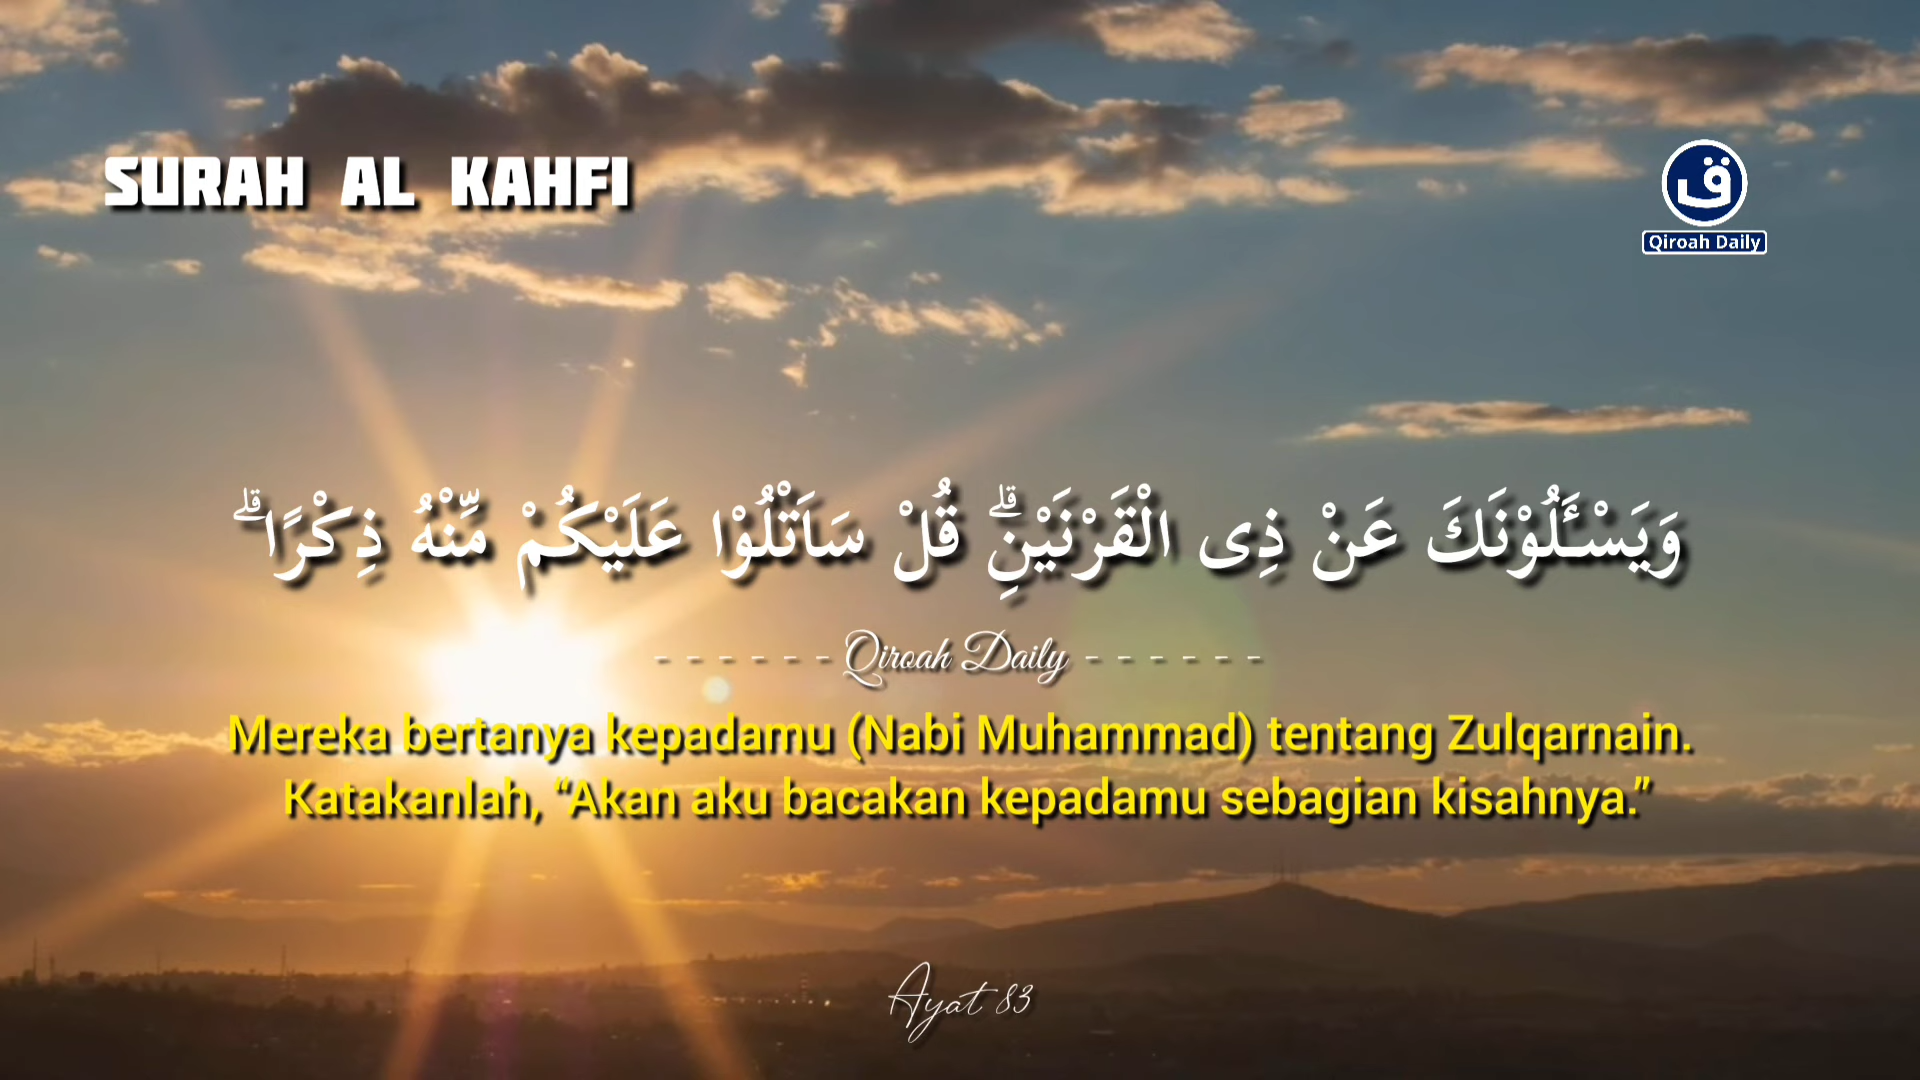 SURAH AL KAHFI
ق
Qiroah Daily
وَيَسْـَٔلُوْنَكَ عَنْ ذِى الْقَرْنَيْنِۗ قُلْ سَاَتْلُوْا عَلَيْكُمْ مِّنْهُ ذِكْرًا ۗ
- - - - - - Qiroah Daily - - - - - -
Mereka bertanya kepadamu (Nabi Muhammad) tentang Zulqarnain.
Katakanlah, “Akan aku bacakan kepadamu sebagian kisahnya.”
Ayat 83